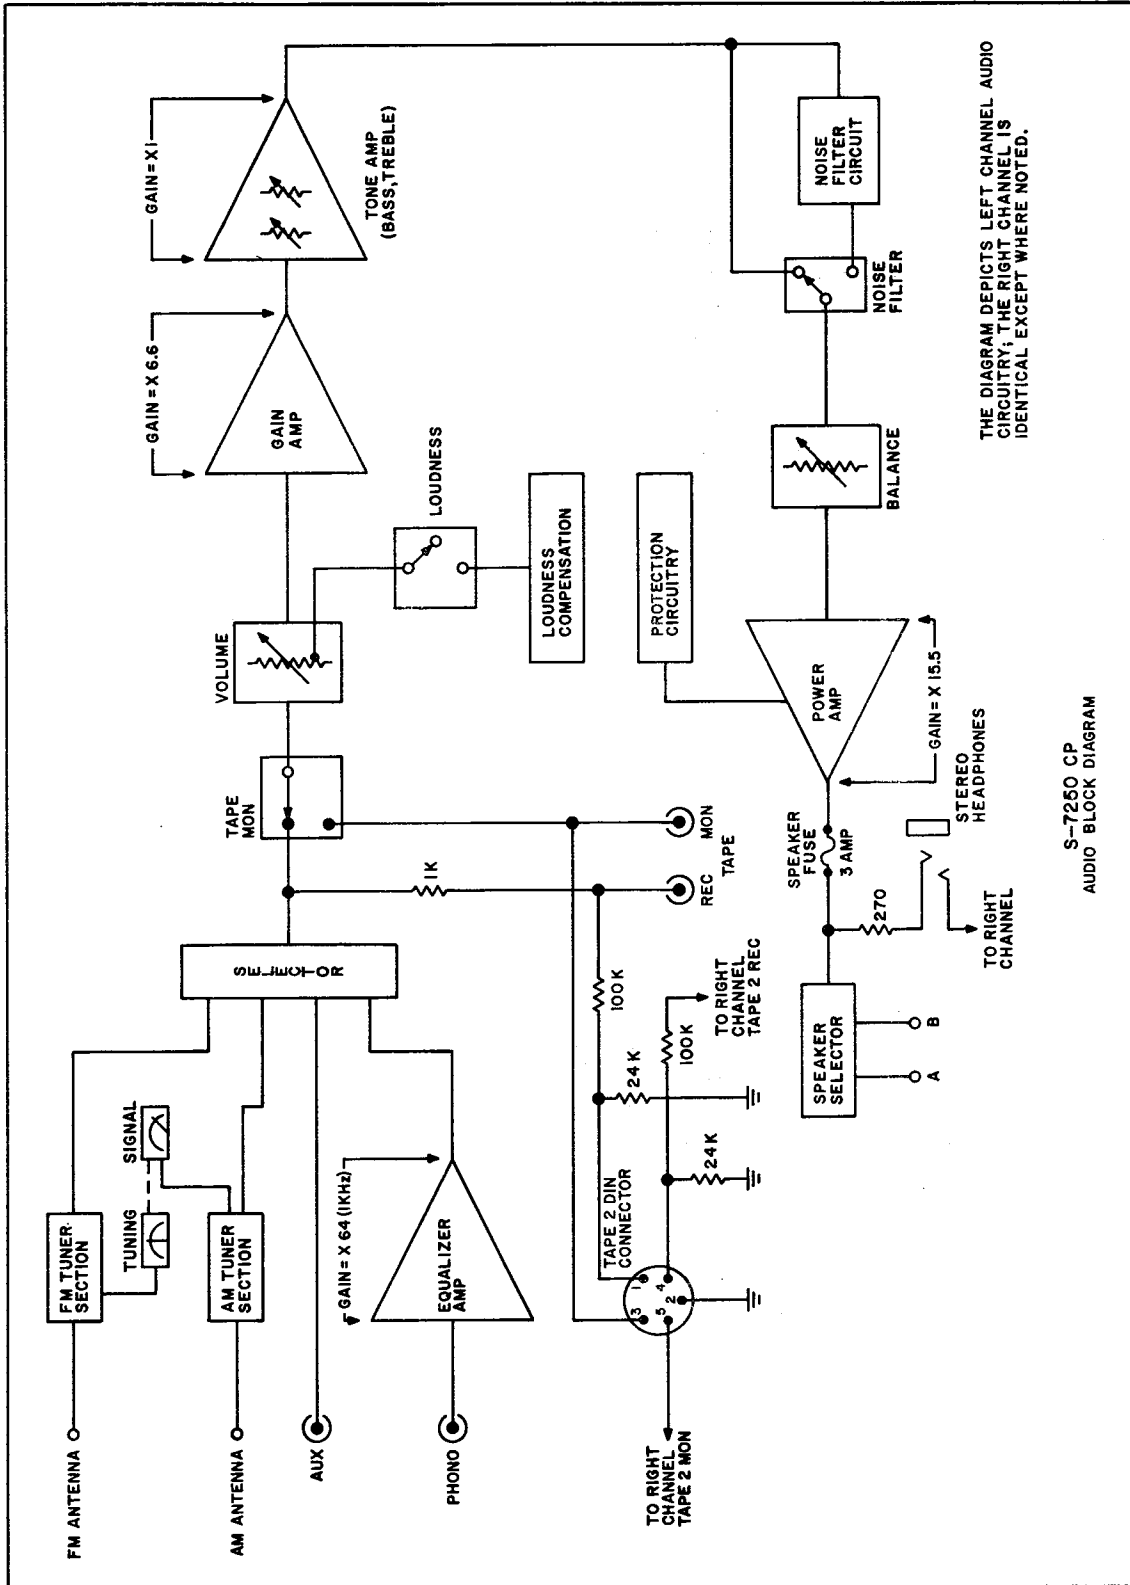 FM ANTENNA
FM TUNER
SECTION
TUNING
SIGNAL
AM ANTENNA
AM TUNER
SECTION
AUX
PHONO
GAIN = X 64 (1KHz)
EQUALIZER
AMP
SELECTOR
TAPE
MON
VOLUME
GAIN = X 6.6
GAIN
AMP
GAIN = X1
TONE AMP
(BASS, TREBLE)
LOUDNESS
LOUDNESS
COMPENSATION
1K
REC
MON
TAPE
100K
24K
TAPE 2 DIN
CONNECTOR
3
1
5
2
4
24K
100K
TO RIGHT
CHANNEL
TAPE 2 REC
TO RIGHT
CHANNEL
TAPE 2 MON
PROTECTION
CIRCUITRY
SPEAKER
SELECTOR
A
B
SPEAKER
FUSE
3 AMP
270
TO RIGHT
CHANNEL
STEREO
HEADPHONES
POWER
AMP
GAIN = X 15.5
BALANCE
NOISE
FILTER
NOISE
FILTER
CIRCUIT
THE DIAGRAM DEPICTS LEFT CHANNEL AUDIO
CIRCUITRY; THE RIGHT CHANNEL IS
IDENTICAL EXCEPT WHERE NOTED.
S-7250 CP
AUDIO BLOCK DIAGRAM